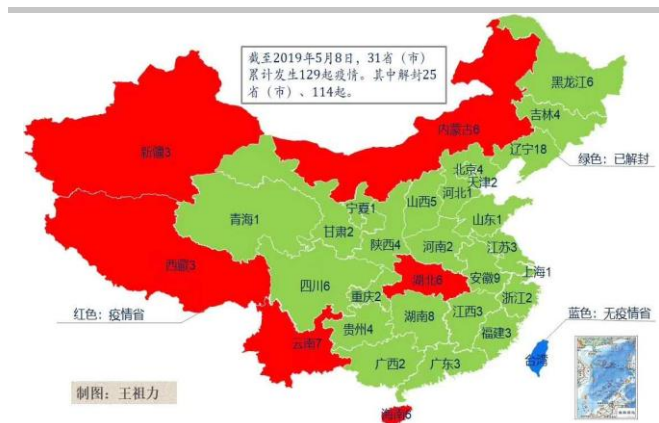 截至2019年5月8日，31省（市）
累计发生129起疫情。其中解封25
省（市）、114起。
黑龙江6
吉林4
内蒙古6
辽宁18
绿色：已解封
新疆3
北京4
天津2
宁夏1
山西5
河北1
青海1
甘肃2
山东1
陕西4
河南2
江苏3
西藏3
湖北6
安徽9
上海1
四川6
重庆2
浙江2
红色：疫情省
湖南8
江西3
蓝色：无疫情省
贵州4
福建3
云南7
台湾
广西2
广东3
制图：王祖力
海南6